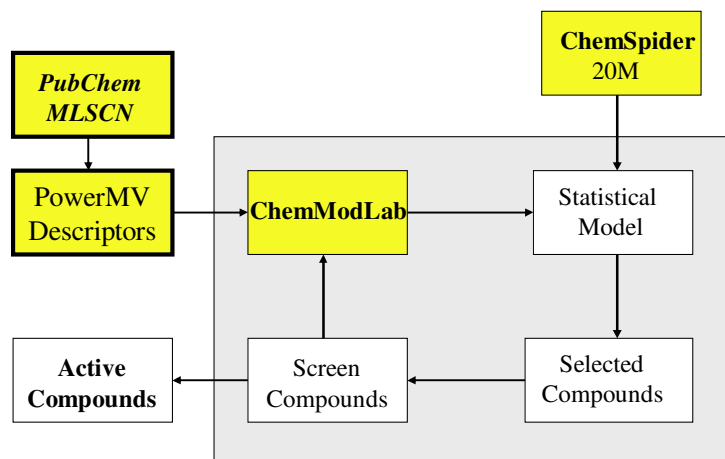 ChemSpider
20M
PubChem
MLSCN
PowerMV
Descriptors
ChemModLab
Statistical
Model
Active
Compounds
Screen
Compounds
Selected
Compounds